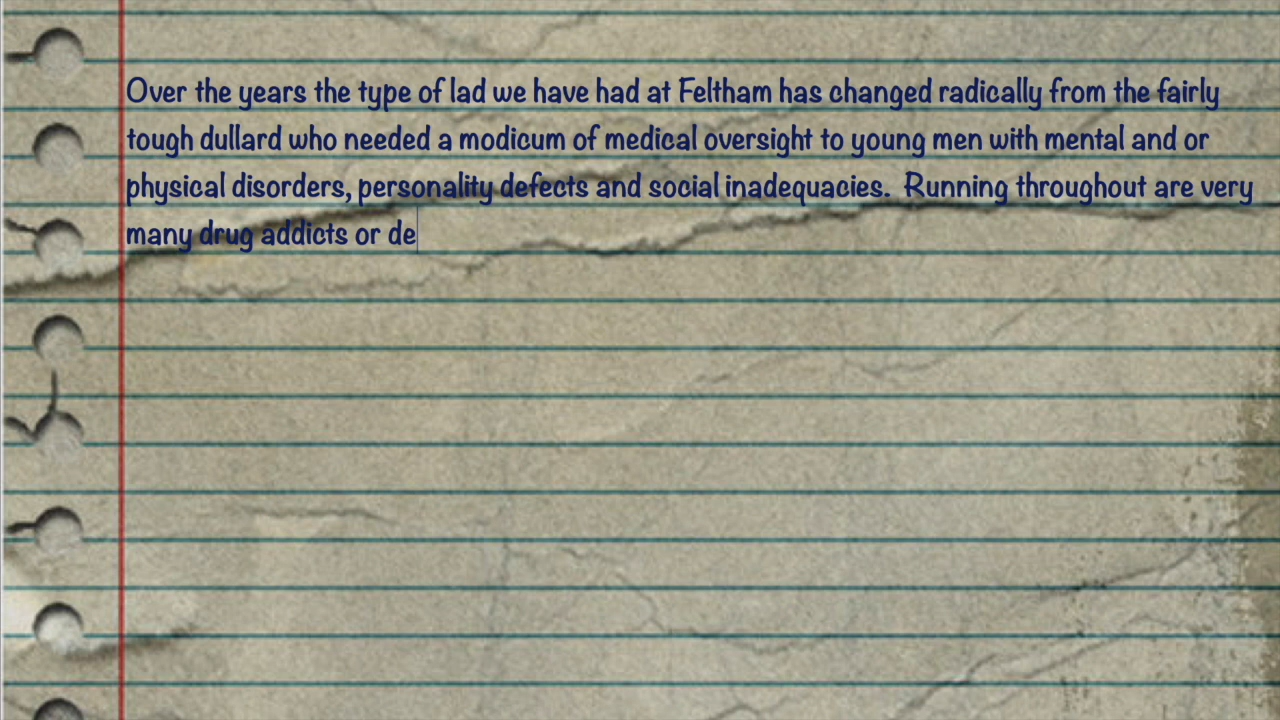 Over the years the type of lad we have had at Feltham has changed radically from the fairly
tough dullard who needed a modicum of medical oversight to young men with mental and or
physical disorders, personality defects and social inadequacies.  Running throughout are very
many drug addicts or de